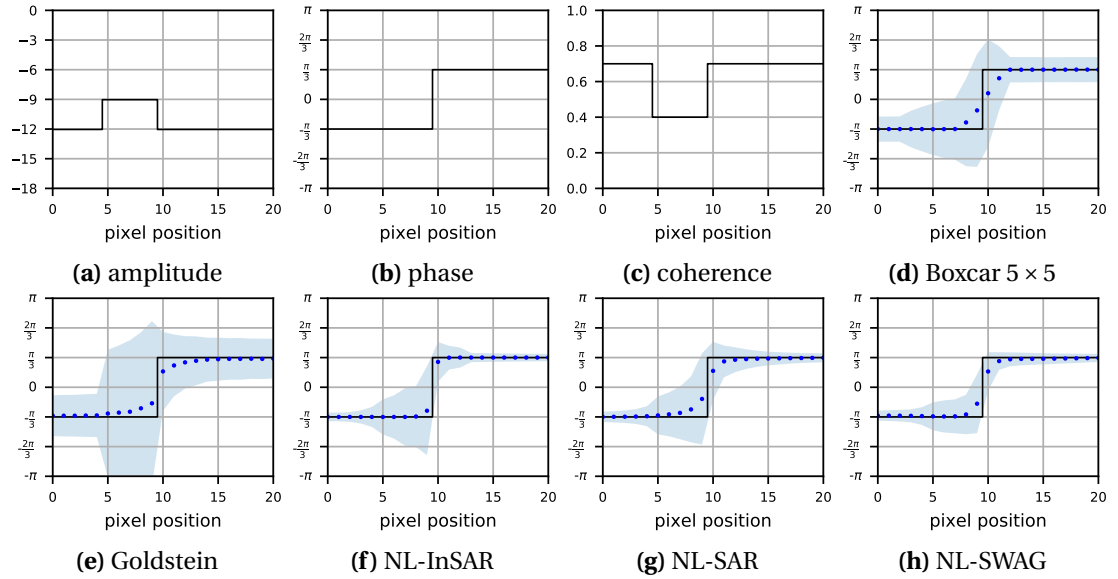 0
−3
−6
−9
−12
−15
−18
0 5 10 15 20
pixel position
(a) amplitude
π
2π/3
π/3
0
-π/3
-2π/3
-π
0 5 10 15 20
pixel position
(b) phase
1.0
0.8
0.6
0.4
0.2
0.0
0 5 10 15 20
pixel position
(c) coherence
π
2π/3
π/3
0
-π/3
-2π/3
-π
0 5 10 15 20
pixel position
(d) Boxcar 5 × 5
π
2π/3
π/3
0
-π/3
-2π/3
-π
0 5 10 15 20
pixel position
(e) Goldstein
π
2π/3
π/3
0
-π/3
-2π/3
-π
0 5 10 15 20
pixel position
(f) NL-InSAR
π
2π/3
π/3
0
-π/3
-2π/3
-π
0 5 10 15 20
pixel position
(g) NL-SAR
π
2π/3
π/3
0
-π/3
-2π/3
-π
0 5 10 15 20
pixel position
(h) NL-SWAG